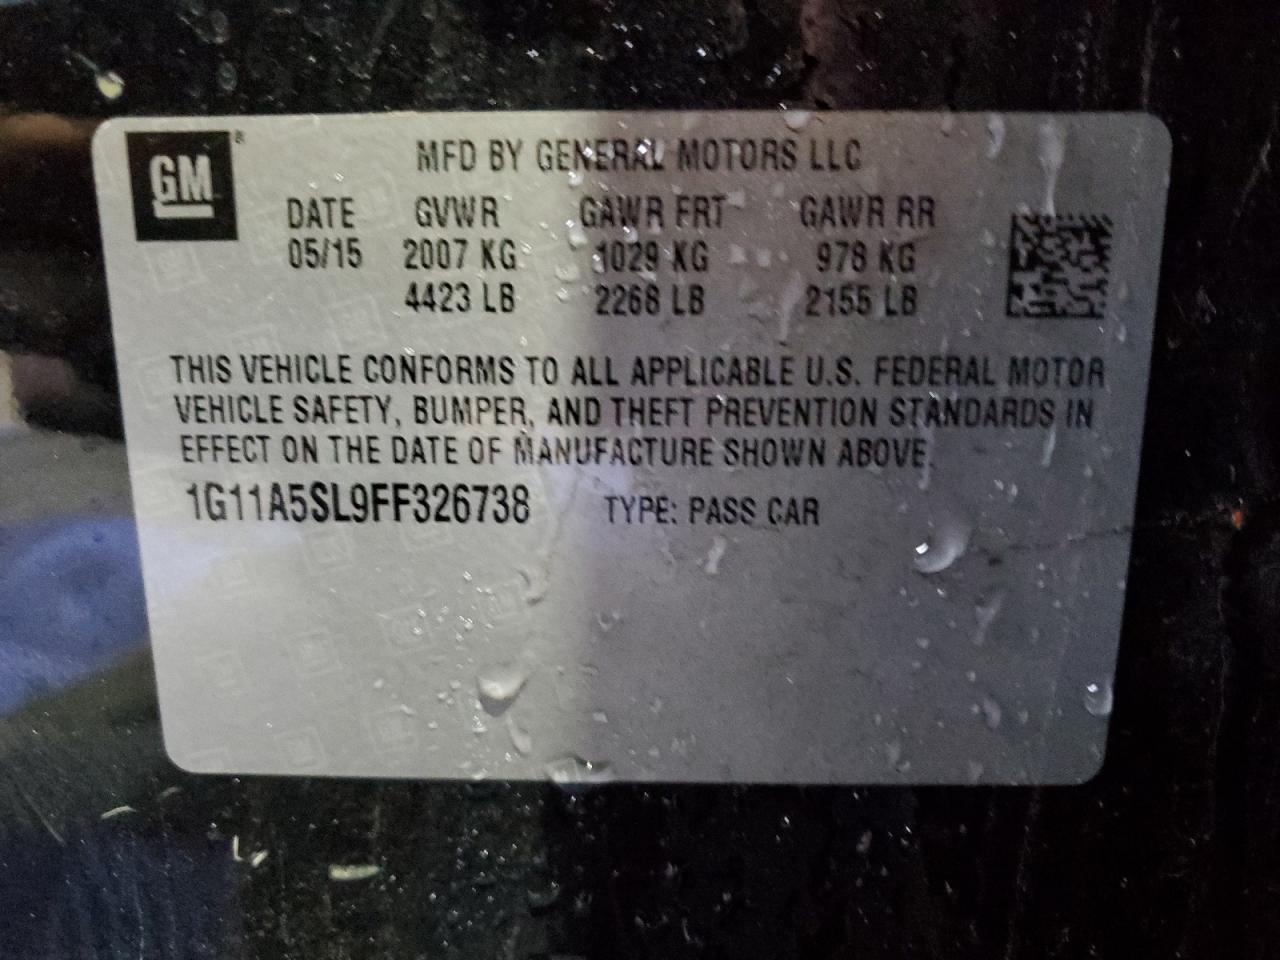 GM®
MFD BY GENERAL MOTORS LLC
DATE GVWR GAWR FRT GAWR RR
05/15 2007 KG 1029 KG 978 KG
4423 LB 2268 LB 2155 LB
THIS VEHICLE CONFORMS TO ALL APPLICABLE U.S. FEDERAL MOTOR
VEHICLE SAFETY, BUMPER, AND THEFT PREVENTION STANDARDS IN
EFFECT ON THE DATE OF MANUFACTURE SHOWN ABOVE.
1G11A5SL9FF326738 TYPE: PASS CAR